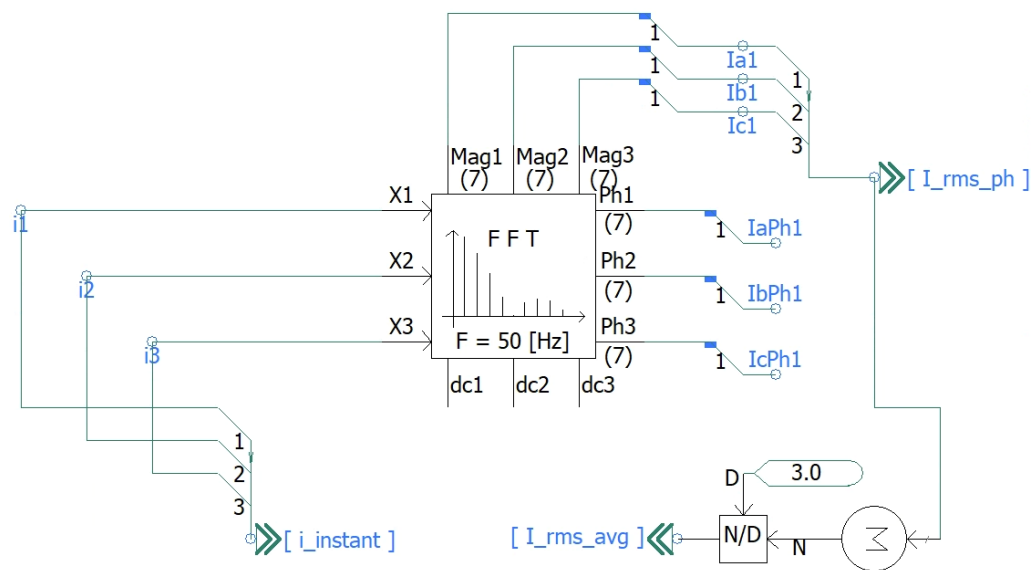 1
Ia1
1
1
Ib1
2
1
Ic1
3
Mag1
(7)
Mag2
(7)
Mag3
(7)
[ I_rms_ph ]
X1
Ph1
(7)
i1
FFT
1
IaPh1
X2
Ph2
(7)
i2
1
IbPh1
X3
Ph3
(7)
i3
F = 50 [Hz]
1
IcPh1
dc1
dc2
dc3
1
2
3
[ i_instant ]
D
3.0
[ I_rms_avg ]
N/D
N
Σ